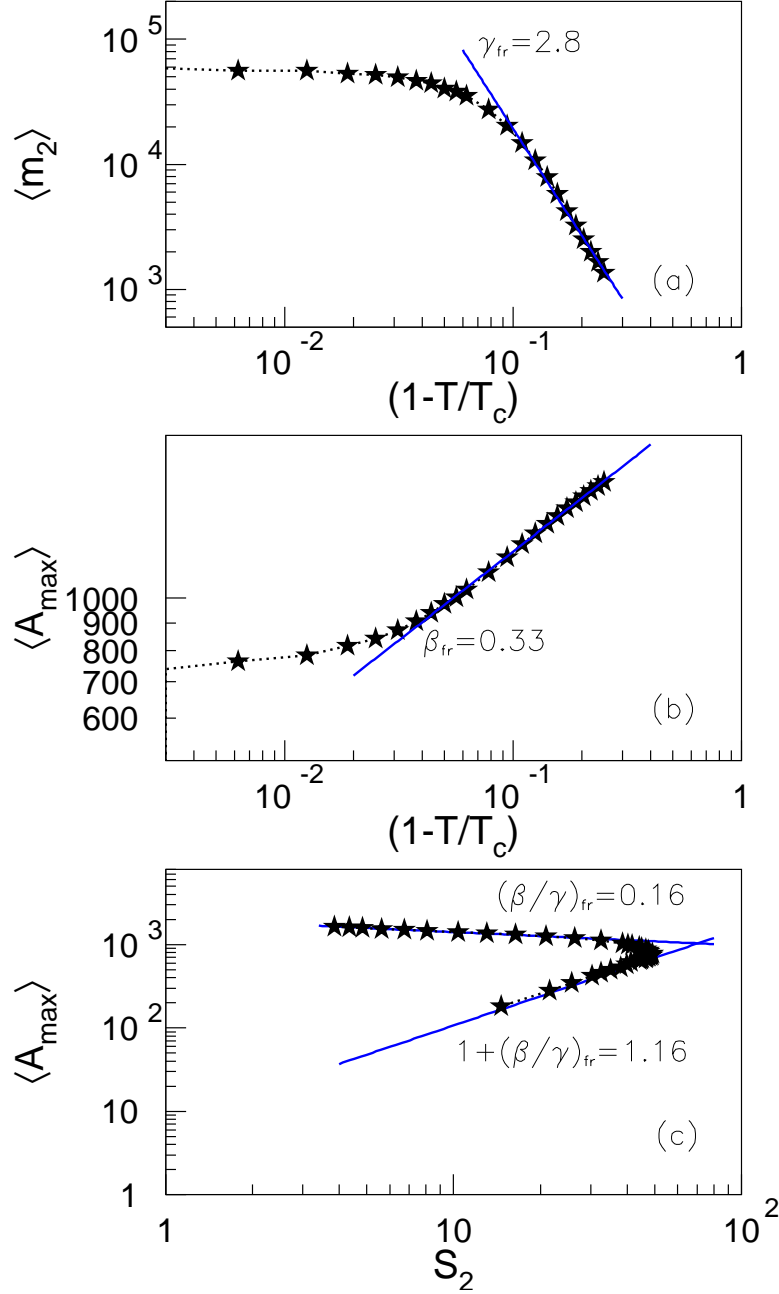 10^5
γ_fr=2.8
10^4
⟨m_2⟩
10^3
(a)
10^-2 10^-1 1
(1-T/T_c)
1000
900
800
700
600
⟨A_max⟩
β_fr=0.33
(b)
10^-2 10^-1 1
(1-T/T_c)
(β/γ)_fr=0.16
10^3
10^2
⟨A_max⟩
1+(β/γ)_fr=1.16
10
(c)
1
1 10 10^2
S_2